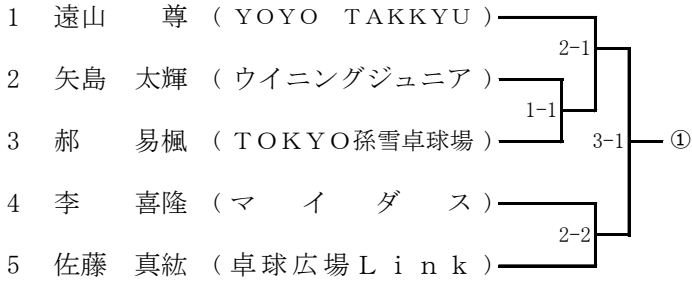 1 遠山 尊 ( YOYO TAKKYU )
2-1
2 矢島 太輝 ( ウイニングジュニア )
1-1
3 郝 易楓 ( TOKYO孫雪卓球場 ) 3-1 ①
4 李 喜隆 ( マイダス )
2-2
5 佐藤 真紘 ( 卓球広場Link )